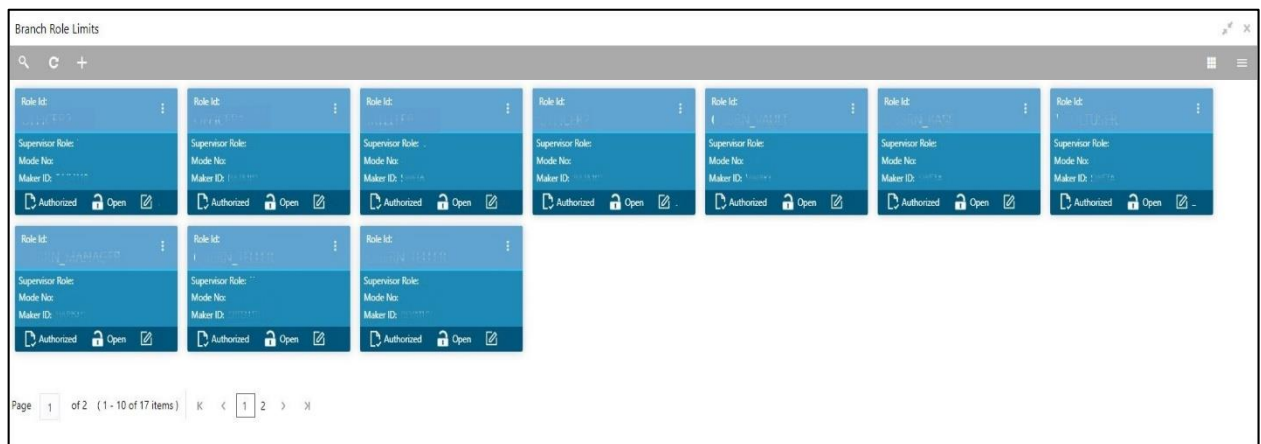 Branch Role Limits
Role Id: Role Id: Role Id: Role Id: Role Id: Role Id: Role Id:
Supervisor Role: Supervisor Role: Supervisor Role: Supervisor Role: Supervisor Role: Supervisor Role: Supervisor Role:
Mode No: Mode No: Mode No: Mode No: Mode No: Mode No: Mode No:
Maker ID: Maker ID: Maker ID: Maker ID: Maker ID: Maker ID: Maker ID:
Authorized Open Authorized Open Authorized Open Authorized Open Authorized Open Authorized Open Authorized Open
Role Id: Role Id: Role Id:
Supervisor Role: Supervisor Role: Supervisor Role:
Mode No: Mode No: Mode No:
Maker ID: Maker ID: Maker ID:
Authorized Open Authorized Open Authorized Open
Page 1 of 2 (1 - 10 of 17 items) 1 2